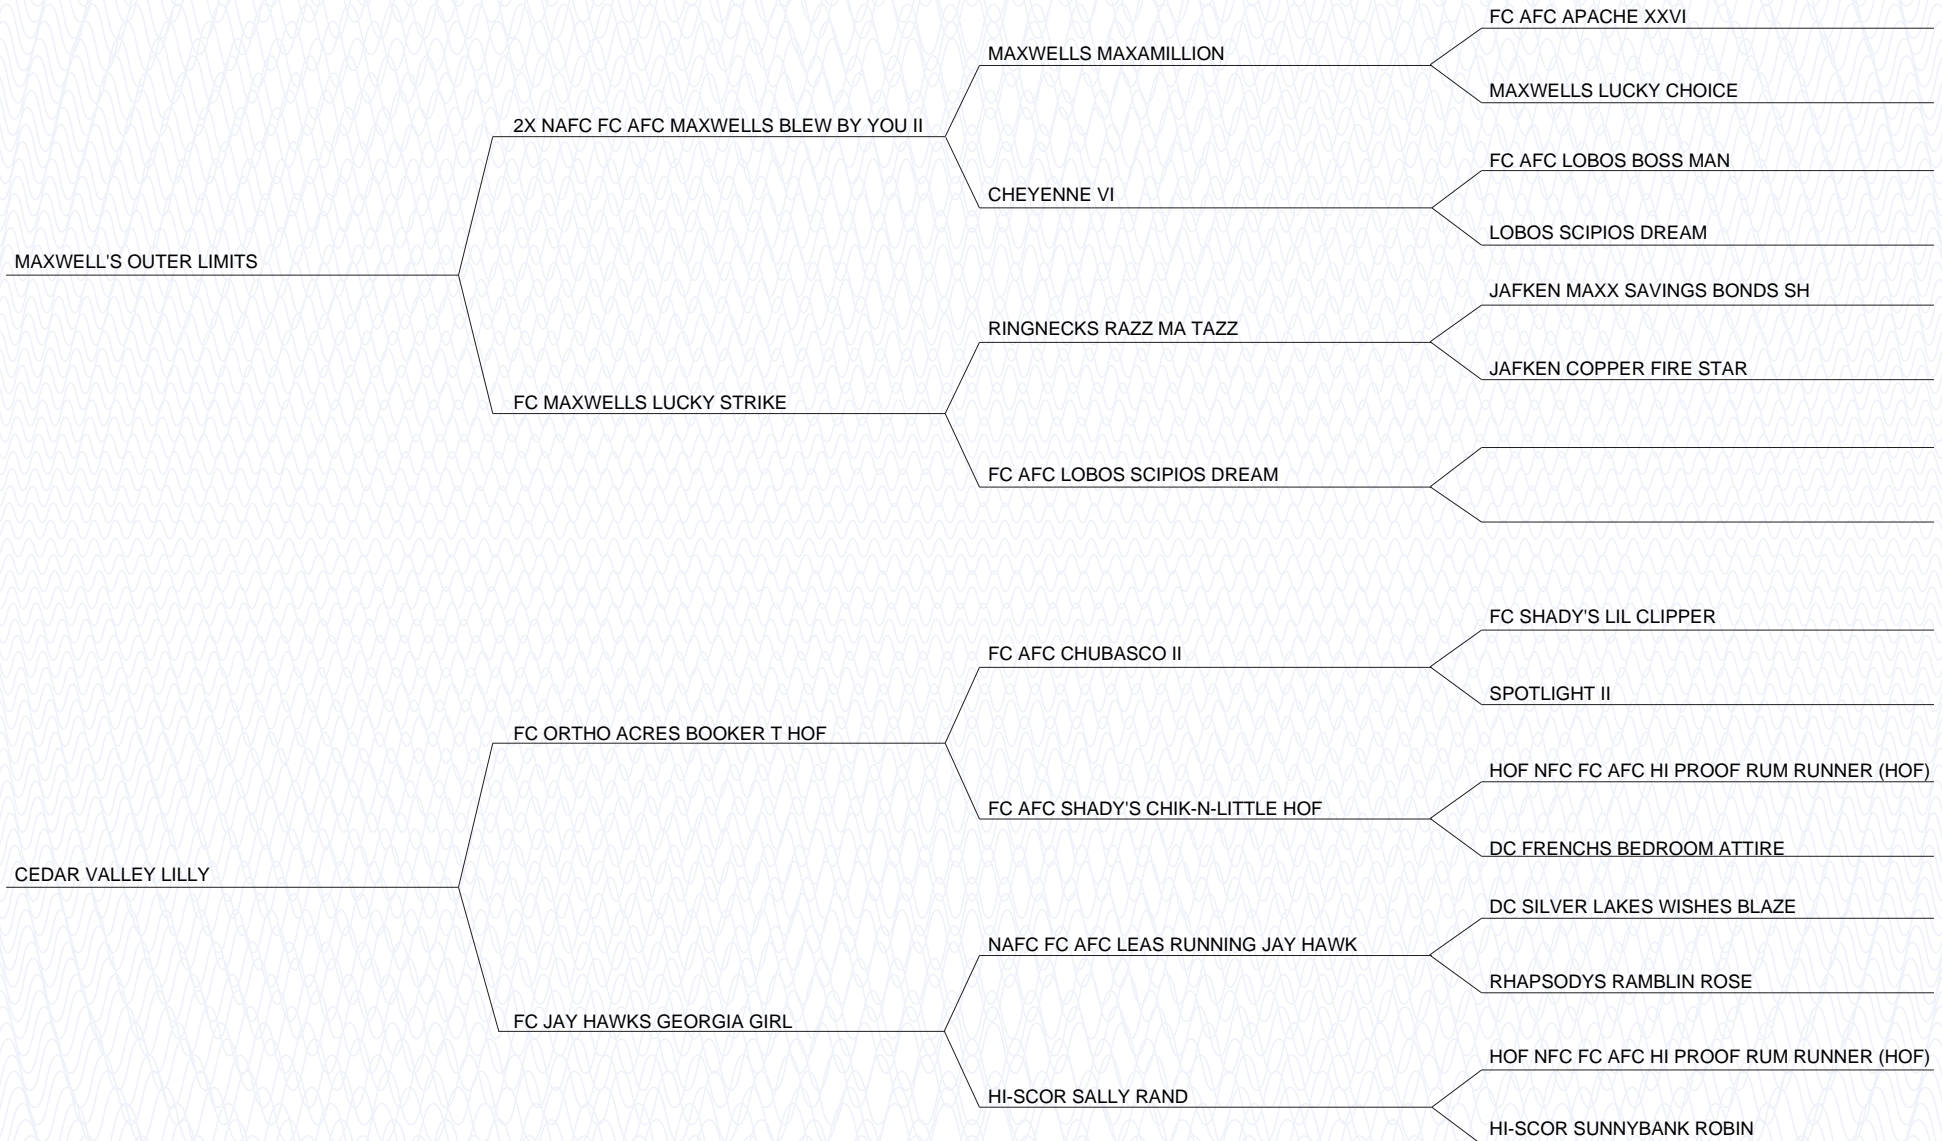 FC AFC APACHE XXVI
MAXWELLS MAXAMILLION
MAXWELLS LUCKY CHOICE
2X NAFC FC AFC MAXWELLS BLEW BY YOU II
FC AFC LOBOS BOSS MAN
CHEYENNE VI
LOBOS SCIPIOS DREAM
MAXWELL'S OUTER LIMITS
JAFKEN MAXX SAVINGS BONDS SH
RINGNECKS RAZZ MA TAZZ
JAFKEN COPPER FIRE STAR
FC MAXWELLS LUCKY STRIKE
FC AFC LOBOS SCIPIOS DREAM
FC SHADY'S LIL CLIPPER
FC AFC CHUBASCO II
SPOTLIGHT II
FC ORTHO ACRES BOOKER T HOF
HOF NFC FC AFC HI PROOF RUM RUNNER (HOF)
FC AFC SHADY'S CHIK-N-LITTLE HOF
DC FRENCHS BEDROOM ATTIRE
CEDAR VALLEY LILLY
DC SILVER LAKES WISHES BLAZE
NAFC FC AFC LEAS RUNNING JAY HAWK
RHAPSODYS RAMBLIN ROSE
FC JAY HAWKS GEORGIA GIRL
HOF NFC FC AFC HI PROOF RUM RUNNER (HOF)
HI-SCOR SALLY RAND
HI-SCOR SUNNYBANK ROBIN